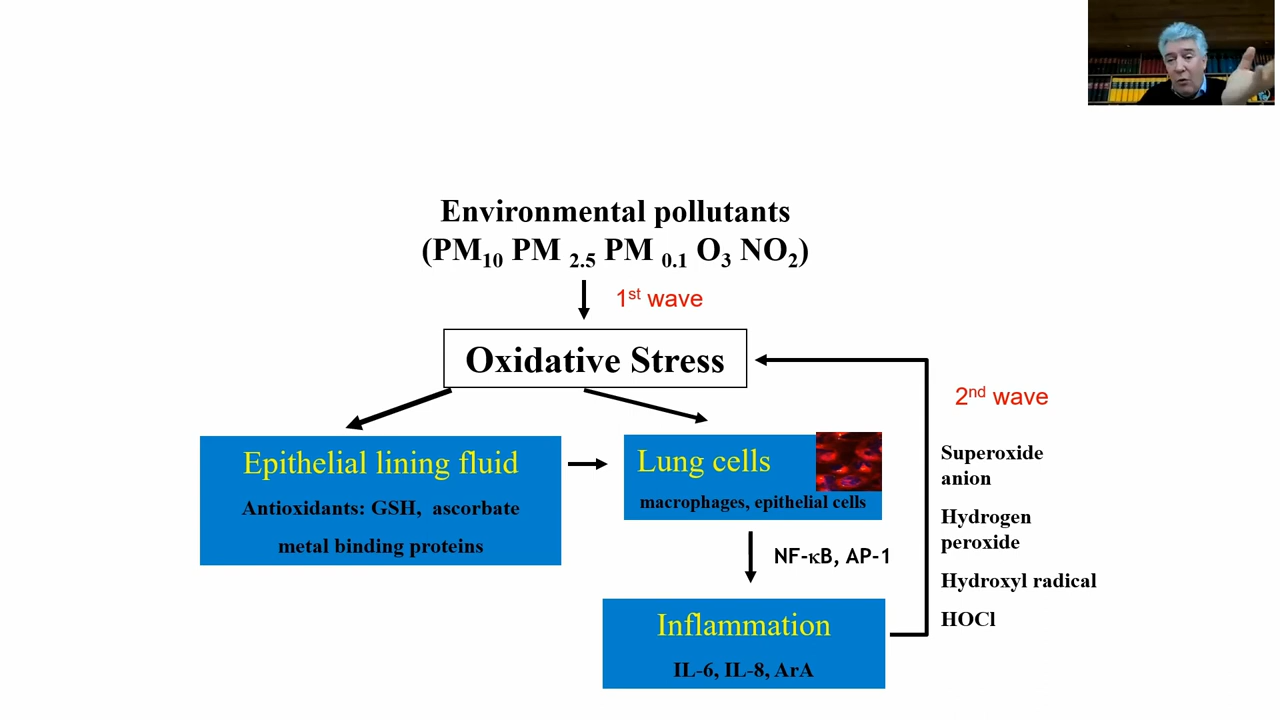 Environmental pollutants
(PM₁₀ PM ₂.₅ PM ₀.₁ O₃ NO₂)
1ˢᵗ wave
Oxidative Stress
2ⁿᵈ wave
Epithelial lining fluid
Antioxidants: GSH, ascorbate
metal binding proteins
Lung cells
macrophages, epithelial cells
Superoxide
anion
Hydrogen
peroxide
Hydroxyl radical
HOCl
NF-κB, AP-1
Inflammation
IL-6, IL-8, ArA